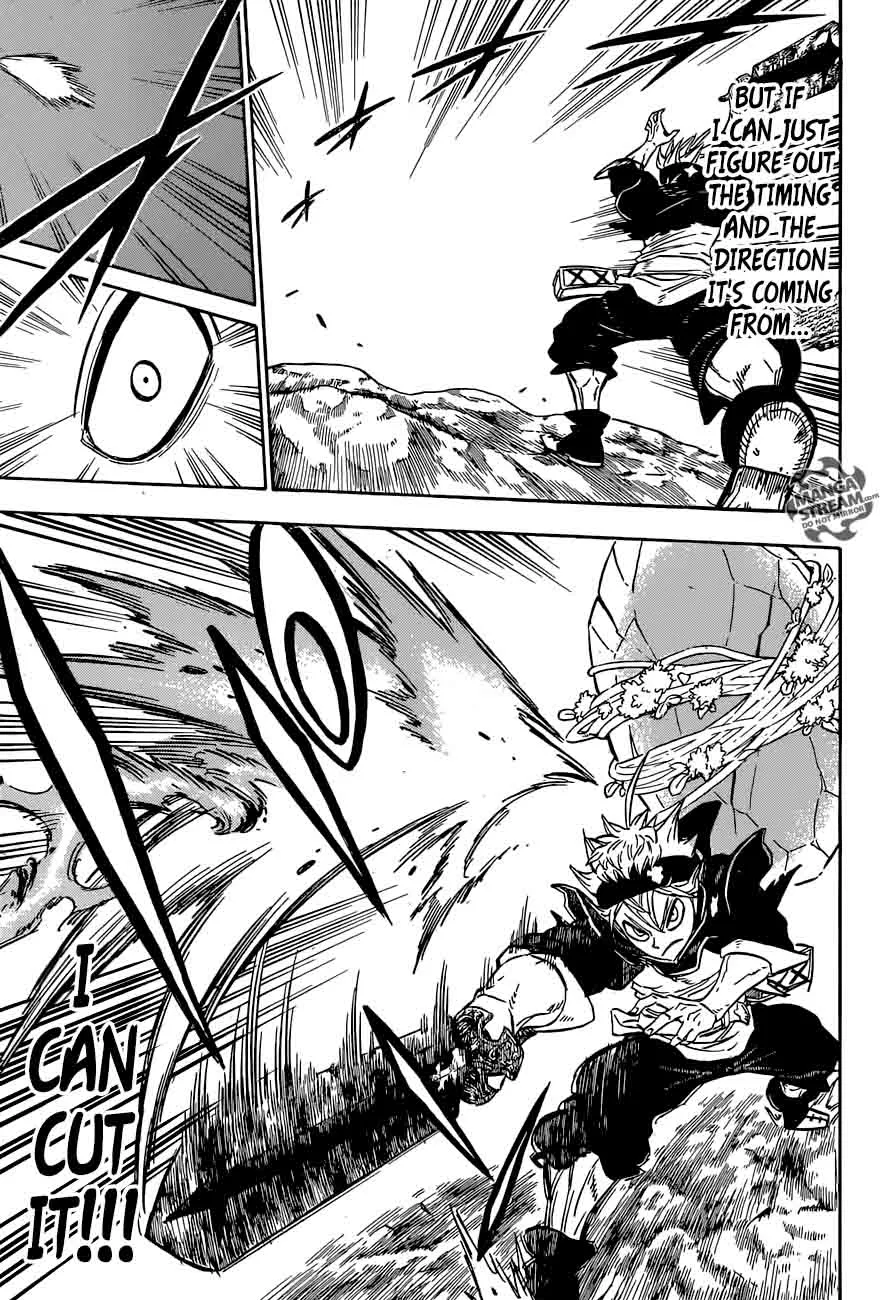 BUT IF
I CAN JUST
FIGURE OUT
THE TIMING
AND THE
DIRECTION
IT'S COMING
FROM...
MANGA
STREAM.com
DO NOT MIRROR
I
CAN
CUT
IT!!!